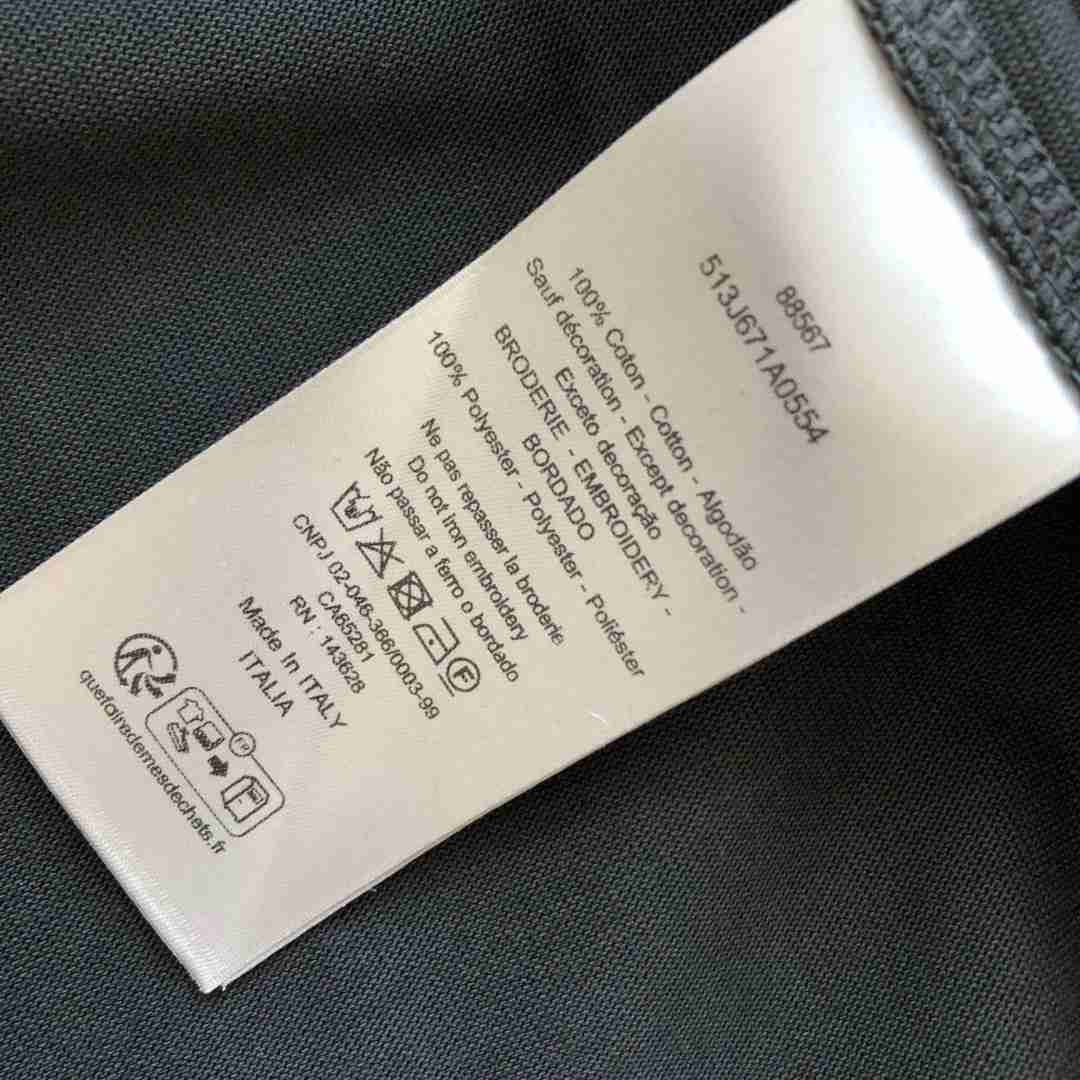 88567
513J671A0554
100% Coton - Cotton - Algodão
Sauf décoration - Except decoration -
Exceto decoração
BRODERIE - EMBROIDERY -
BORDADO
100% Polyester - Polyester - Poliéster
Ne pas repasser la broderie
Do not iron embroidery
Não passar a ferro o bordado
F
CNPJ 02-046-366/0003-99
CA65281
RN : 143628
Made In ITALY
ITALIA
FR
quefairedemesdechets.fr